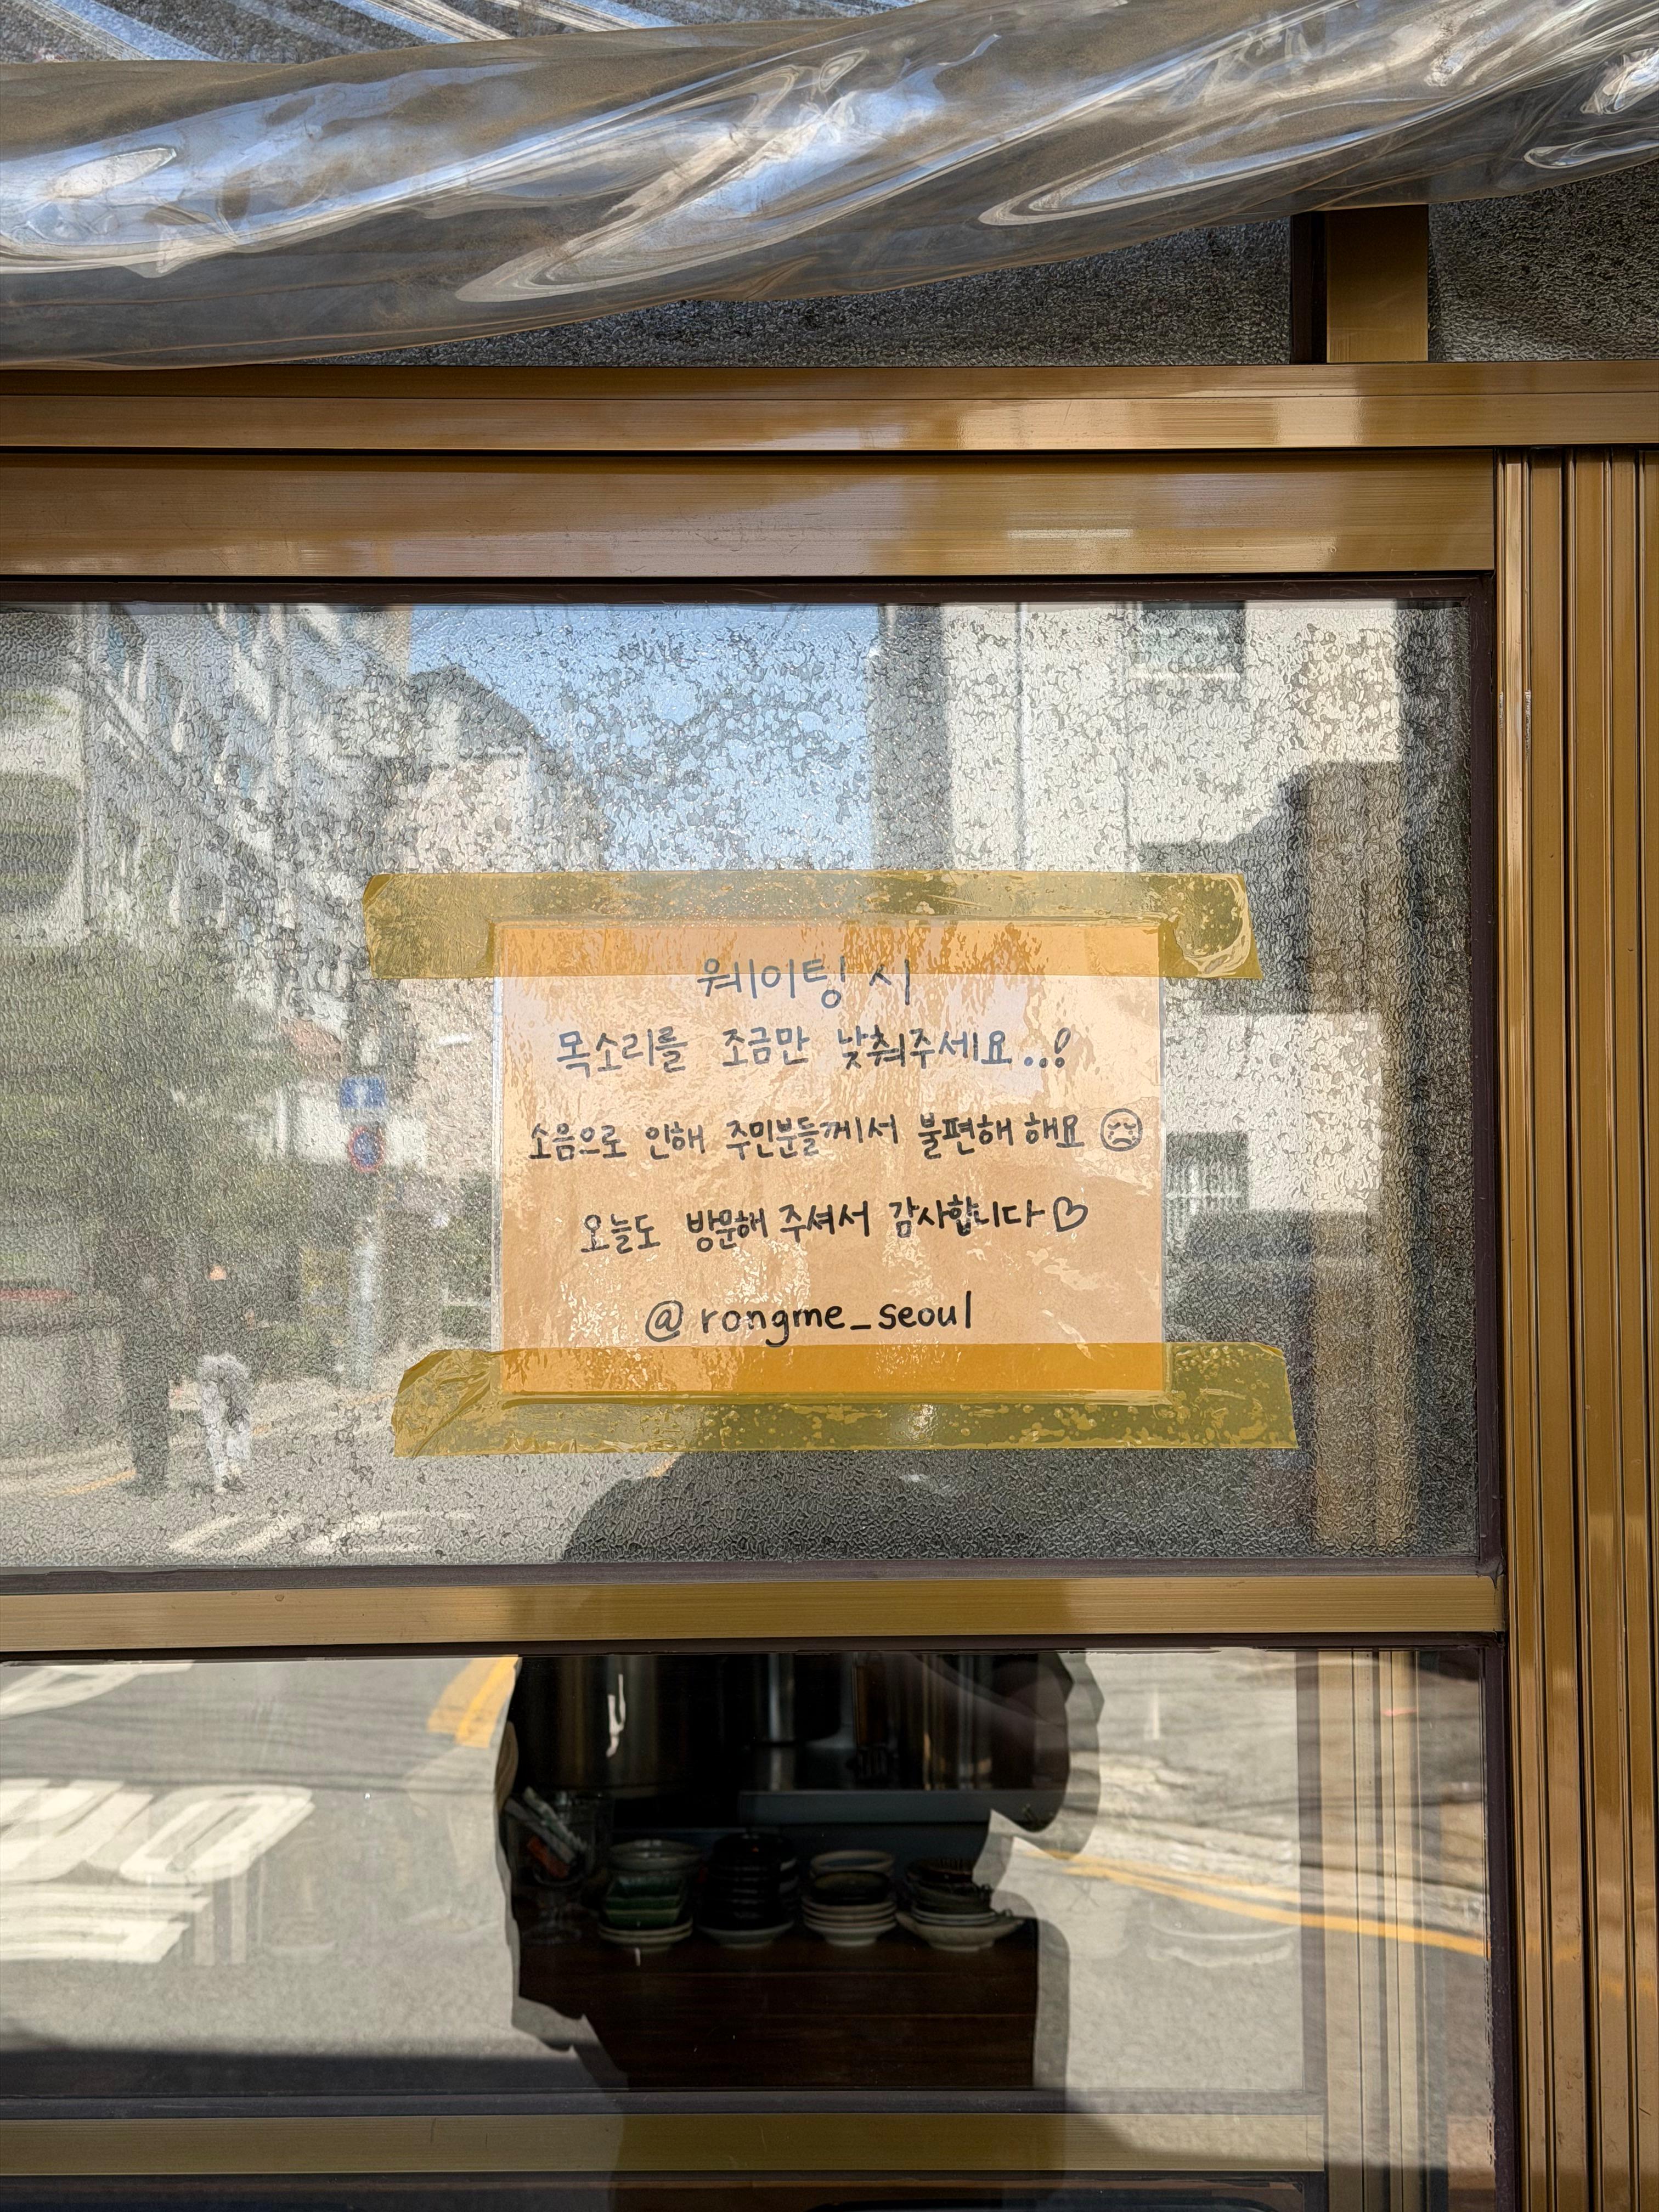 웨이팅 시
목소리를 조금만 낮춰주세요..!
소음으로 인해 주민분들께서 불편해 해요 ☹
오늘도 방문해 주셔서 감사합니다♡
@rongme_seoul